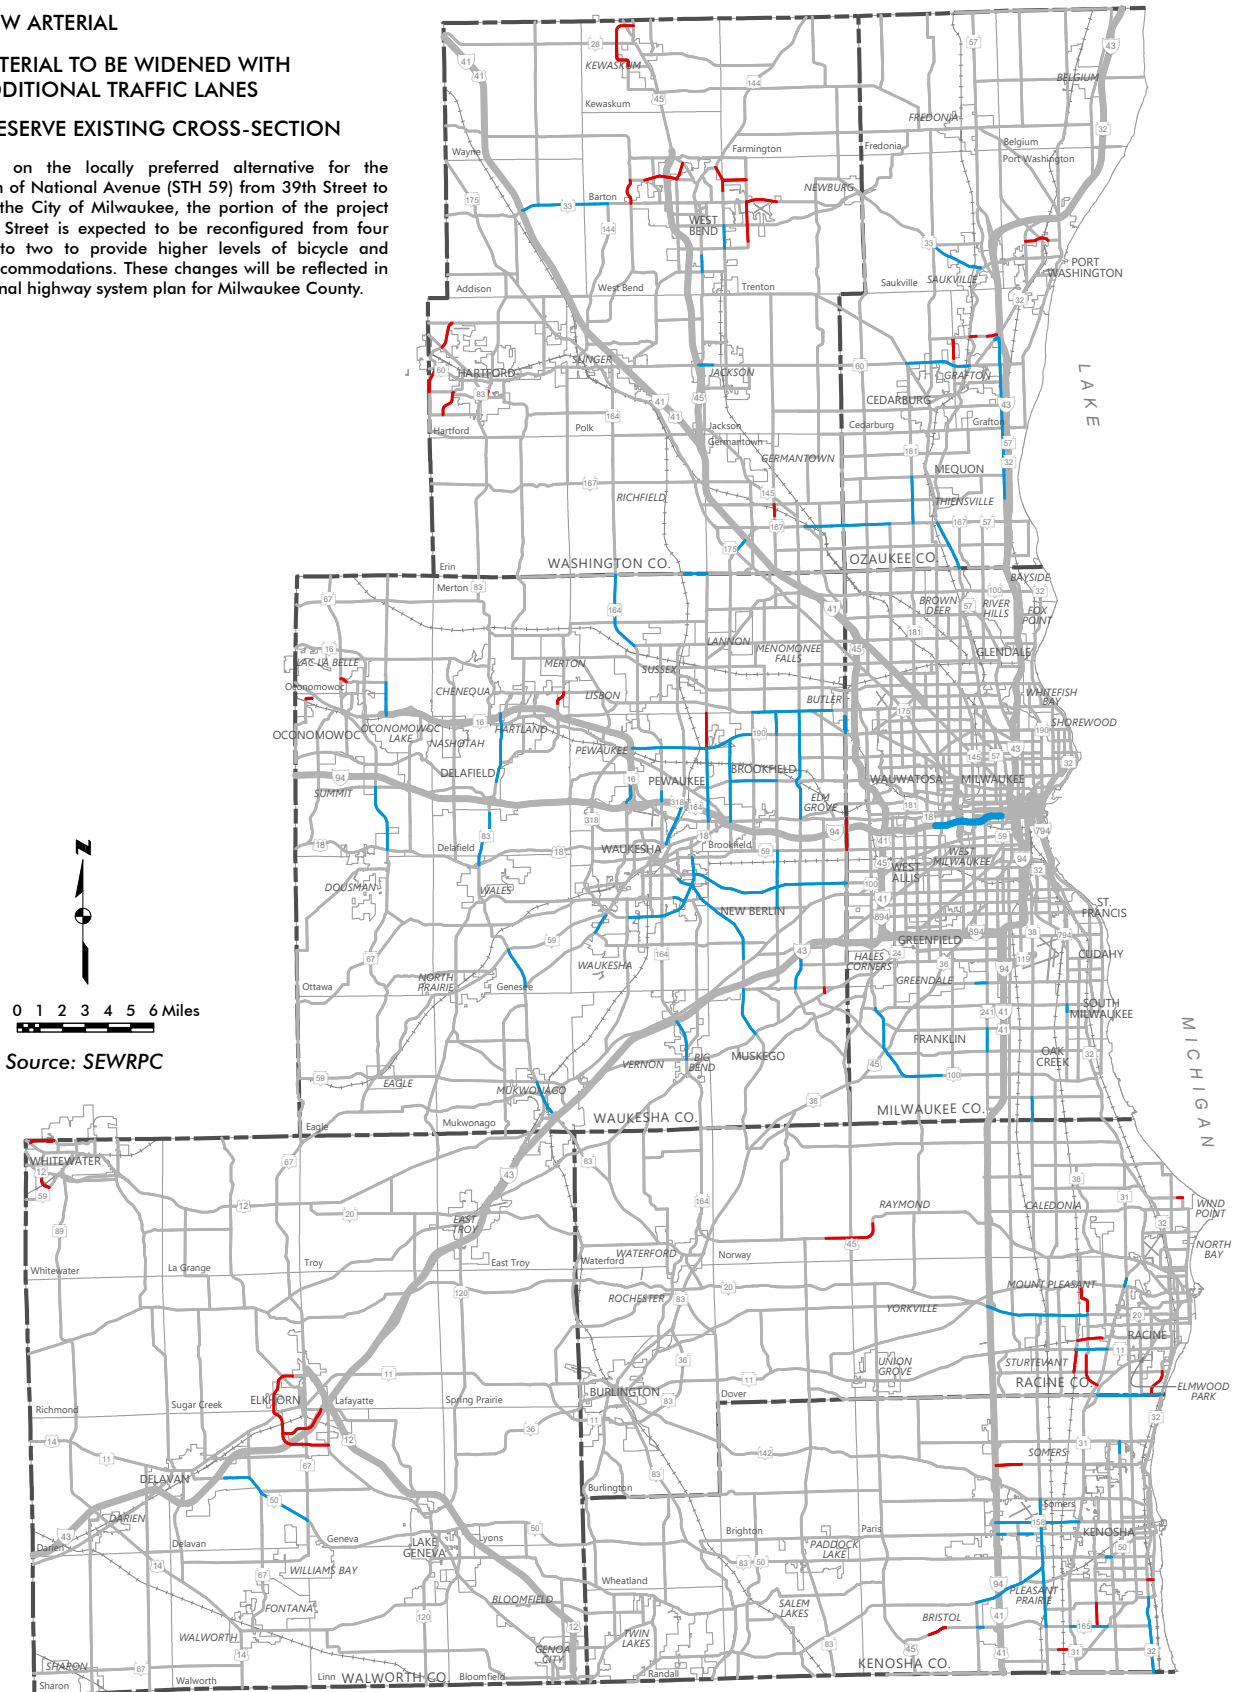 W ARTERIAL
TERIAL TO BE WIDENED WITH
DDITIONAL TRAFFIC LANES
ESERVE EXISTING CROSS-SECTION
on the locally preferred alternative for the
n of National Avenue (STH 59) from 39th Street to
the City of Milwaukee, the portion of the project
Street is expected to be reconfigured from four
to two to provide higher levels of bicycle and
commodations. These changes will be reflected in
nal highway system plan for Milwaukee County.
KEWASKUM
Kewaskum
BELGIUM
FREDONIA
Wayne
Farmington
Fredonia
Belgium
Port Washington
Barton
NEWBURG
WEST
BEND
PORT
WASHINGTON
Addison
West Bend
Trenton
Saukville
SAUKVILLE
SLINGER
HARTFORD
JACKSON
GRAFTON
CEDARBURG
Hartford
Polk
Jackson
Germantown
Cedarburg
Grafton
LAKE
GERMANTOWN
MEQUON
RICHFIELD
THIENSVILLE
WASHINGTON CO.
OZAUKEE CO.
Erin
Merton
BAYSIDE
BROWN
DEER
RIVER
HILLS
FOX
POINT
LANNON
MENOMONEE
FALLS
GLENDALE
LAC LA BELLE
Oconomowoc
CHENEQUA
MERTON
LISBON
SUSSEX
BUTLER
WHITEFISH
BAY
SHOREWOOD
OCONOMOWOC
OCONOMOWOC
LAKE
NASHOTAH
HARTLAND
PEWAUKEE
DELAFIELD
PEWAUKEE
BROOKFIELD
WAUWATOSA
MILWAUKEE
SUMMIT
ELM
GROVE
Delafield
WAUKESHA
Brookfield
WEST
MILWAUKEE
WEST
ALLIS
DOUSMAN
WALES
NEW BERLIN
ST.
FRANCIS
GREENFIELD
CUDAHY
WAUKESHA
HALES
CORNERS
GREENDALE
Ottawa
NORTH
PRAIRIE
Genesee
SOUTH
MILWAUKEE
FRANKLIN
OAK
CREEK
MICHIGAN
0 1 2 3 4 5 6 Miles
Source: SEWRPC
EAGLE
VERNON
BIG
BEND
MUSKEGO
MUKWONAGO
Eagle
Mukwonago
WAUKESHA CO.
MILWAUKEE CO.
WHITEWATER
RAYMOND
CALEDONIA
WIND
POINT
NORTH
BAY
EAST
TROY
Whitewater
La Grange
Troy
East Troy
Waterford
WATERFORD
Norway
ROCHESTER
YORKVILLE
MOUNT PLEASANT
RACINE
UNION
GROVE
STURTEVANT
RACINE CO.
ELMWOOD
PARK
Richmond
Sugar Creek
ELKHORN
Lafayette
Spring Prairie
BURLINGTON
Dover
DELAVAN
SOMERS
Burlington
Somers
DARIEN
Darien
Delavan
Geneva
LAKE
GENEVA
Lyons
Brighton
Paris
PADDOCK
LAKE
KENOSHA
WILLIAMS BAY
Wheatland
FONTANA
BLOOMFIELD
SALEM
LAKES
BRISTOL
PLEASANT
PRAIRIE
WALWORTH
GENOA
CITY
TWIN
LAKES
SHARON
Sharon
Walworth
Linn
WALWORTH CO.
Bloomfield
Randall
KENOSHA CO.